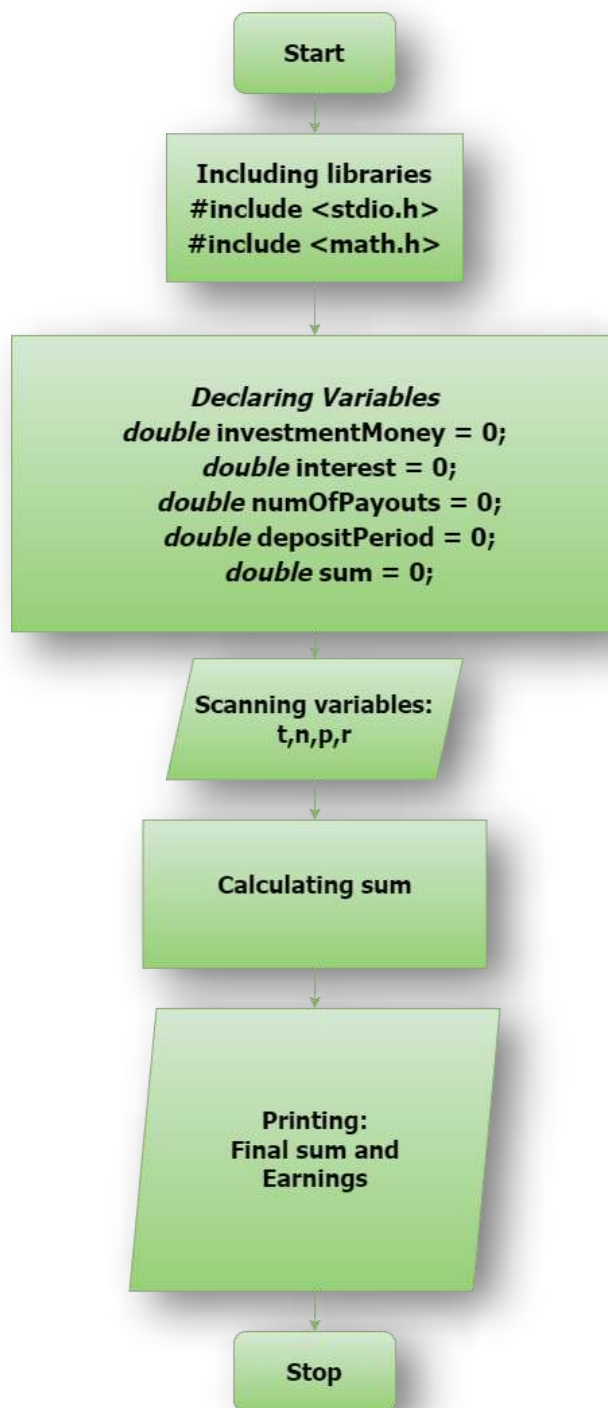 Start
Including libraries
#include <stdio.h>
#include <math.h>
Declaring Variables
double investmentMoney = 0;
double interest = 0;
double numOfPayouts = 0;
double depositPeriod = 0;
double sum = 0;
Scanning variables:
t,n,p,r
Calculating sum
Printing:
Final sum and
Earnings
Stop